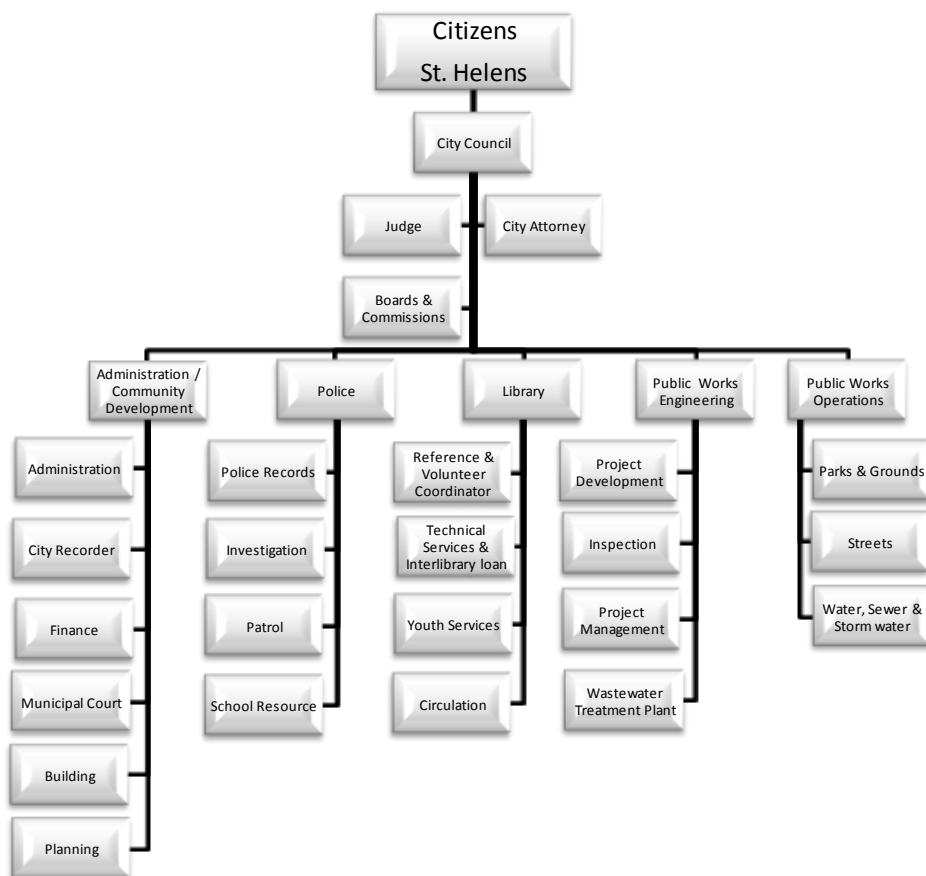 Citizens
St. Helens
City Council
Judge
City Attorney
Boards &
Commissions
Administration /
Community
Development
Police
Library
Public Works
Engineering
Public Works
Operations
Administration
City Recorder
Finance
Municipal Court
Building
Planning
Police Records
Investigation
Patrol
School Resource
Reference &
Volunteer
Coordinator
Technical
Services &
Interlibrary loan
Youth Services
Circulation
Project
Development
Inspection
Project
Management
Wastewater
Treatment Plant
Parks & Grounds
Streets
Water, Sewer &
Storm water